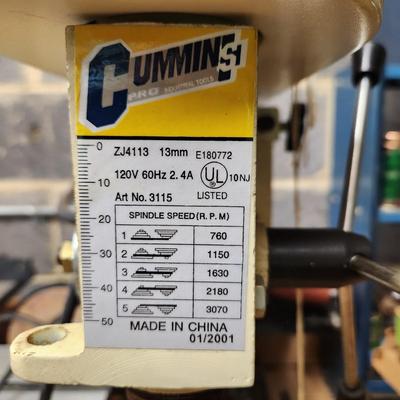 CUMMINS
PRO INDUSTRIAL TOOLS
0
ZJ4113 13mm E180772
120V 60Hz 2.4A UL 10NJ
10
Art No. 3115 LISTED
20
SPINDLE SPEED(R.P.M)
1 760
2 1150
30
3 1630
40
4 2180
5 3070
50
MADE IN CHINA
01/2001